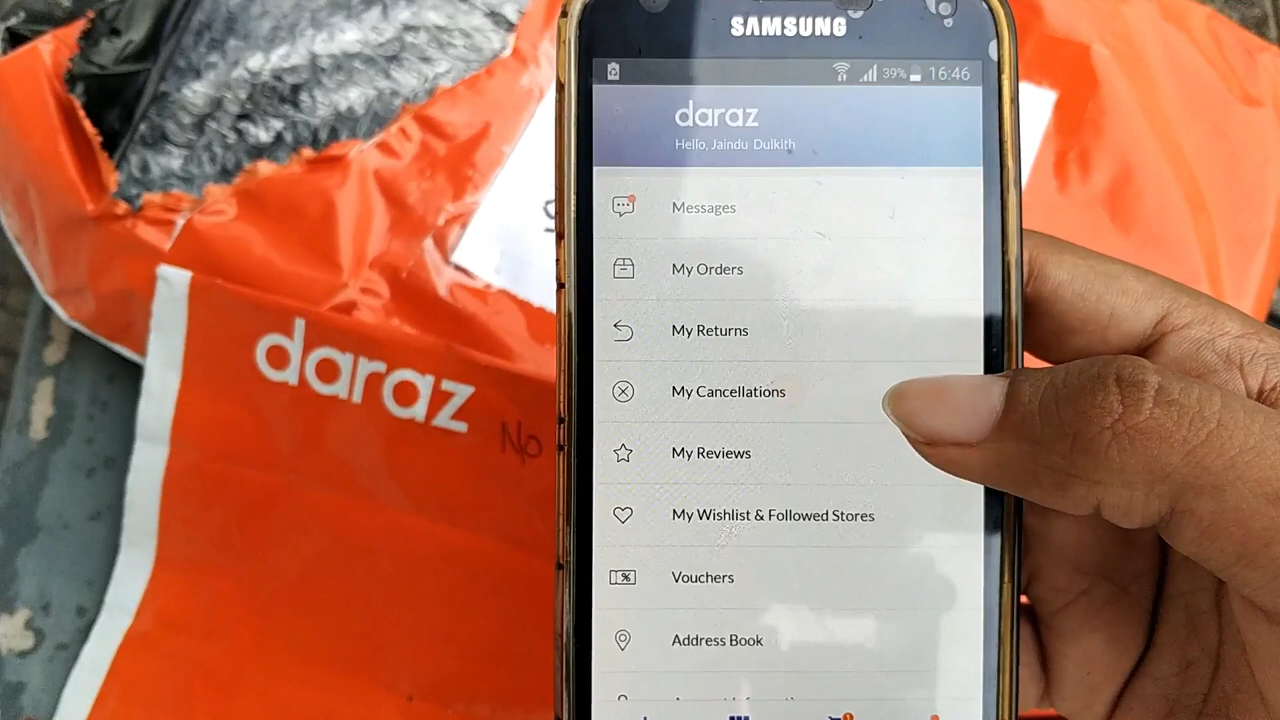 SAMSUNG
39% 16:46
daraz
Hello, Jaindu Dulkith
Messages
My Orders
My Returns
My Cancellations
My Reviews
My Wishlist & Followed Stores
%
Vouchers
Address Book
1
daraz
No